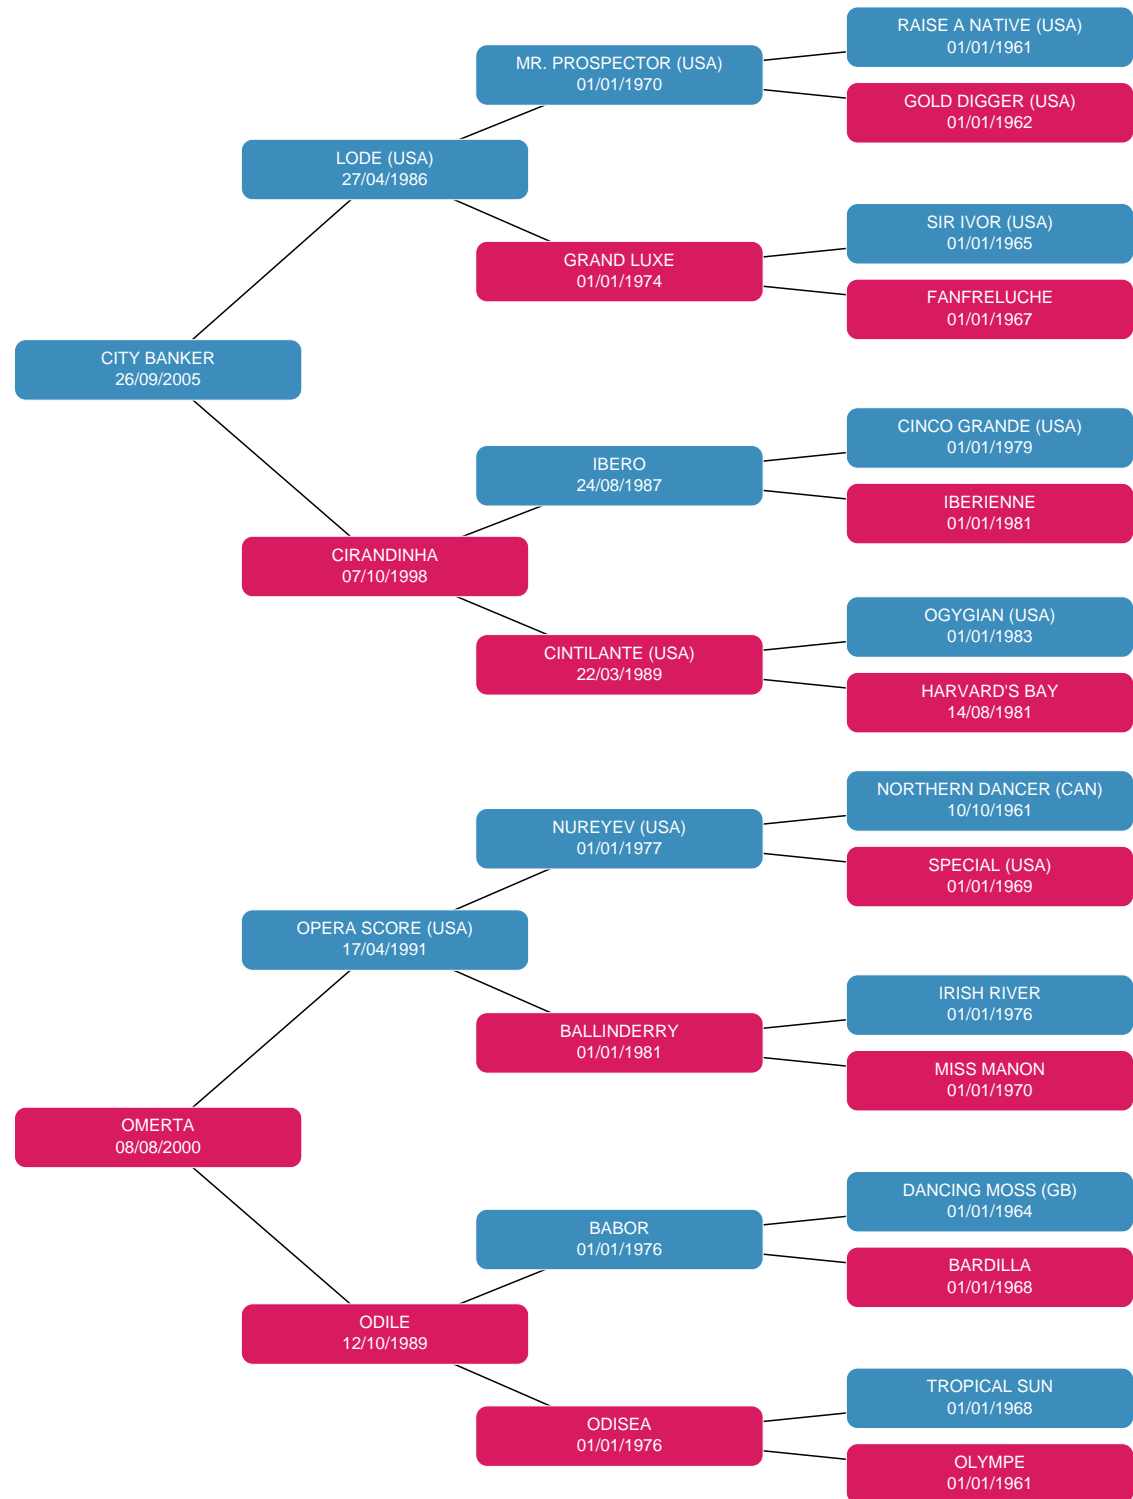 RAISE A NATIVE (USA)
01/01/1961
MR. PROSPECTOR (USA)
01/01/1970
GOLD DIGGER (USA)
01/01/1962
LODE (USA)
27/04/1986
SIR IVOR (USA)
01/01/1965
GRAND LUXE
01/01/1974
FANFRELUCHE
01/01/1967
CITY BANKER
26/09/2005
CINCO GRANDE (USA)
01/01/1979
IBERO
24/08/1987
IBERIENNE
01/01/1981
CIRANDINHA
07/10/1998
OGYGIAN (USA)
01/01/1983
CINTILANTE (USA)
22/03/1989
HARVARD'S BAY
14/08/1981
NORTHERN DANCER (CAN)
10/10/1961
NUREYEV (USA)
01/01/1977
SPECIAL (USA)
01/01/1969
OPERA SCORE (USA)
17/04/1991
IRISH RIVER
01/01/1976
BALLINDERRY
01/01/1981
MISS MANON
01/01/1970
OMERTA
08/08/2000
DANCING MOSS (GB)
01/01/1964
BABOR
01/01/1976
BARDILLA
01/01/1968
ODILE
12/10/1989
TROPICAL SUN
01/01/1968
ODISEA
01/01/1976
OLYMPE
01/01/1961